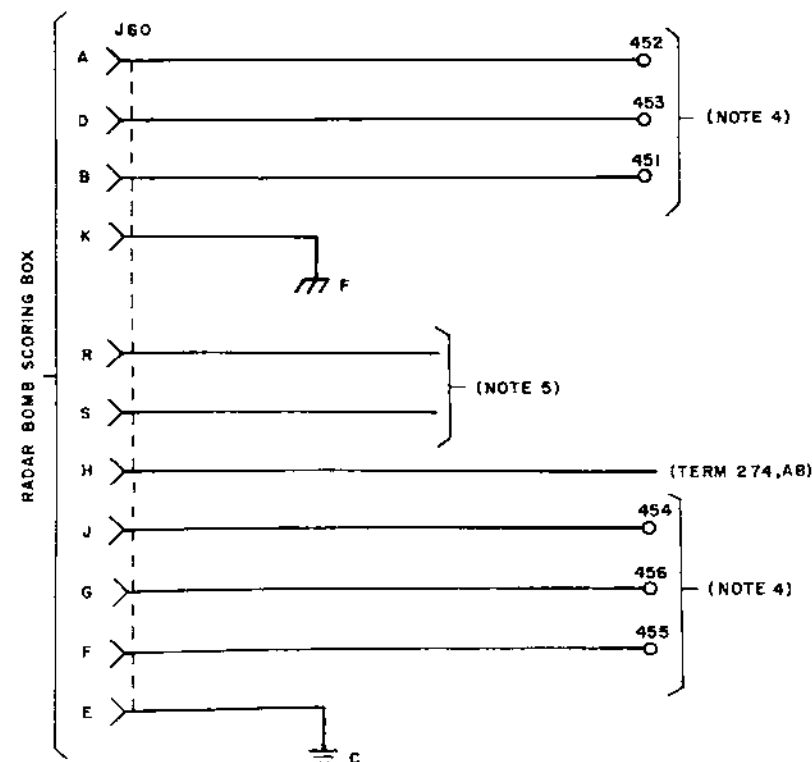 J60
A 452
D 453 (NOTE 4)
B 451
K
F
RADAR BOMB SCORING BOX
R
(NOTE 5)
S
H (TERM 274,A8)
J 454
G 456 (NOTE 4)
F 455
E
C